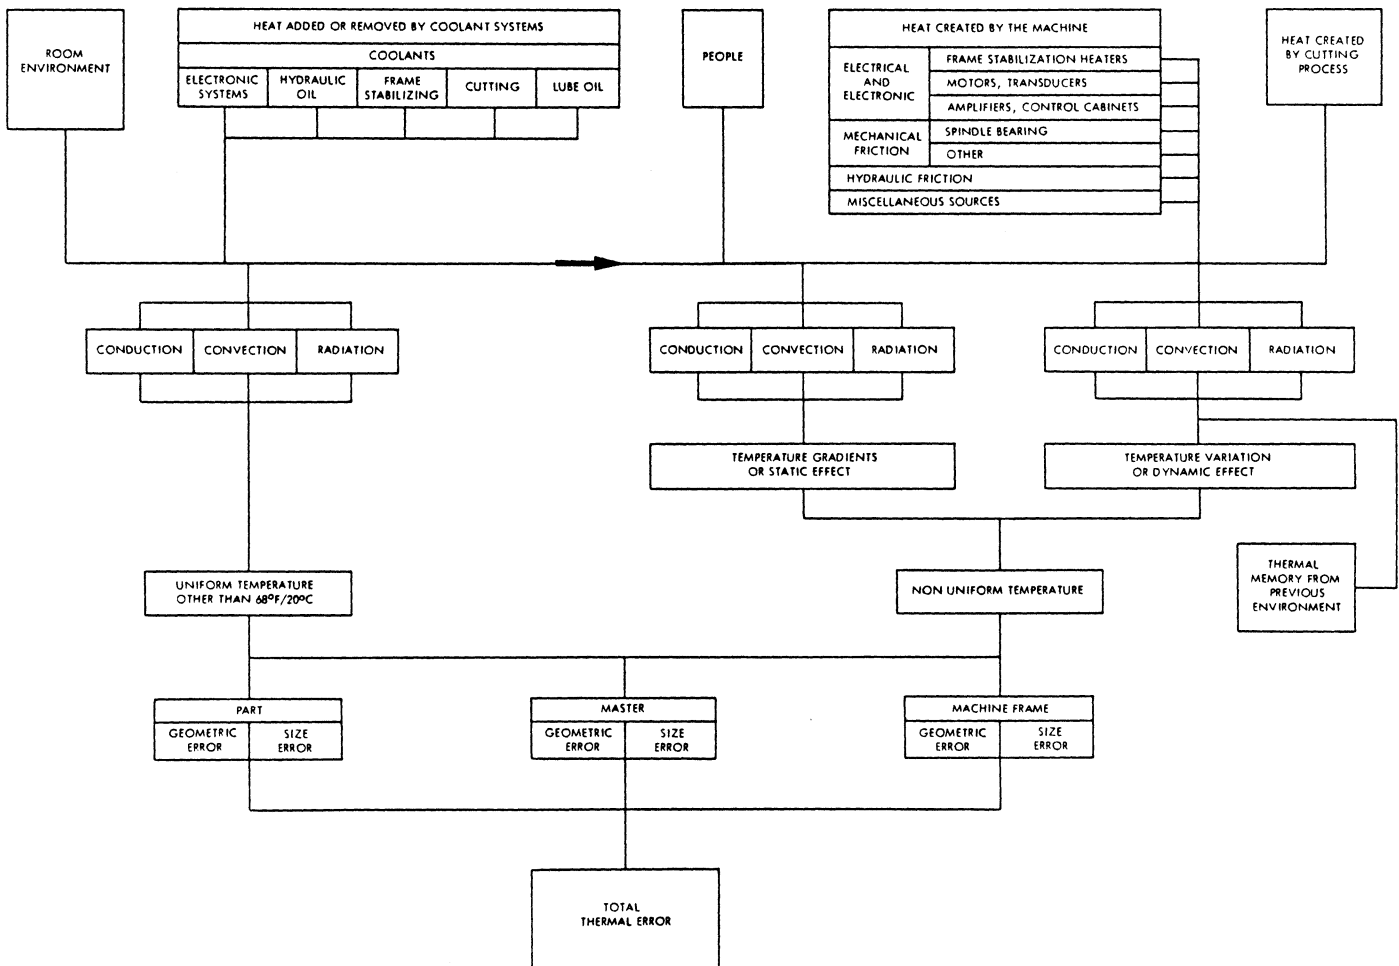 ROOM
ENVIRONMENT
HEAT ADDED OR REMOVED BY COOLANT SYSTEMS
COOLANTS
ELECTRONIC
SYSTEMS
HYDRAULIC
OIL
FRAME
STABILIZING
CUTTING
LUBE OIL
PEOPLE
HEAT CREATED BY THE MACHINE
ELECTRICAL
AND
ELECTRONIC
FRAME STABILIZATION HEATERS
MOTORS, TRANSDUCERS
AMPLIFIERS, CONTROL CABINETS
MECHANICAL
FRICTION
SPINDLE BEARING
OTHER
HYDRAULIC FRICTION
MISCELLANEOUS SOURCES
HEAT CREATED
BY CUTTING
PROCESS
CONDUCTION
CONVECTION
RADIATION
CONDUCTION
CONVECTION
RADIATION
CONDUCTION
CONVECTION
RADIATION
TEMPERATURE GRADIENTS
OR STATIC EFFECT
TEMPERATURE VARIATION
OR DYNAMIC EFFECT
UNIFORM TEMPERATURE
OTHER THAN 68°F/20°C
NON UNIFORM TEMPERATURE
THERMAL
MEMORY FROM
PREVIOUS
ENVIRONMENT
PART
GEOMETRIC
ERROR
SIZE
ERROR
MASTER
GEOMETRIC
ERROR
SIZE
ERROR
MACHINE FRAME
GEOMETRIC
ERROR
SIZE
ERROR
TOTAL
THERMAL ERROR